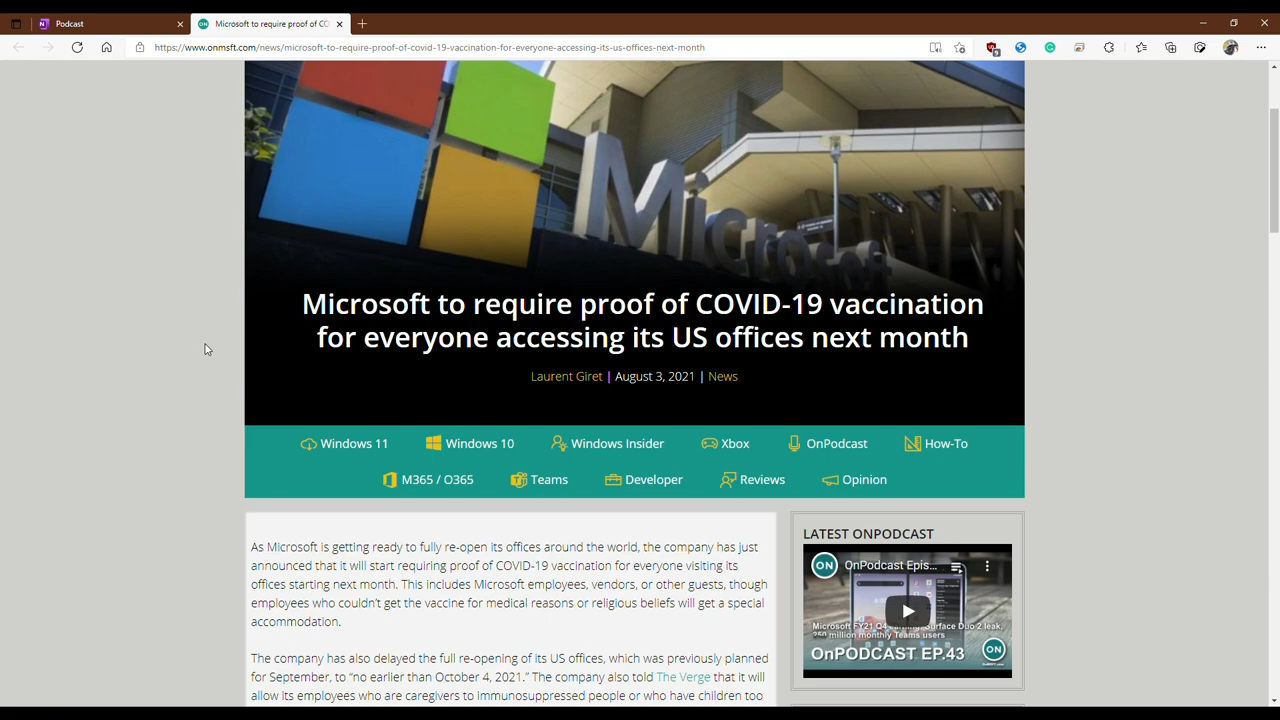 Podcast
Microsoft to require proof of CO
https://www.onmsft.com/news/microsoft-to-require-proof-of-covid-19-vaccination-for-everyone-accessing-its-us-offices-next-month
9
Microsoft
Microsoft to require proof of COVID-19 vaccination
for everyone accessing its US offices next month
Laurent Giret | August 3, 2021 | News
Windows 11 Windows 10 Windows Insider Xbox OnPodcast How-To
M365 / O365 Teams Developer Reviews Opinion
As Microsoft is getting ready to fully re-open its offices around the world, the company has just
announced that it will start requiring proof of COVID-19 vaccination for everyone visiting its
offices starting next month. This includes Microsoft employees, vendors, or other guests, though
employees who couldn't get the vaccine for medical reasons or religious beliefs will get a special
accommodation.
The company has also delayed the full re-opening of its US offices, which was previously planned
for September, to “no earlier than October 4, 2021.” The company also told The Verge that it will
allow its employees who are caregivers to immunosuppressed people or who have children too
LATEST ONPODCAST
ON OnPodcast Epis...
Microsoft FY21 Q4 earning, Surface Duo 2 leak,
250 million monthly Teams users
OnPODCAST EP.43
ON